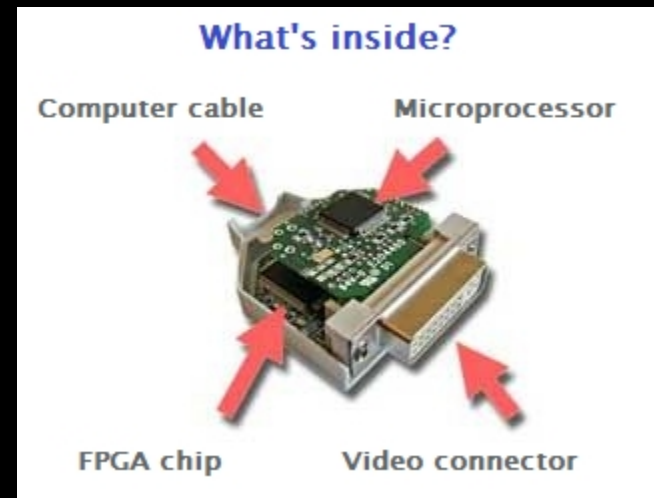 What's inside?
Computer cable
Microprocessor
FPGA chip
Video connector